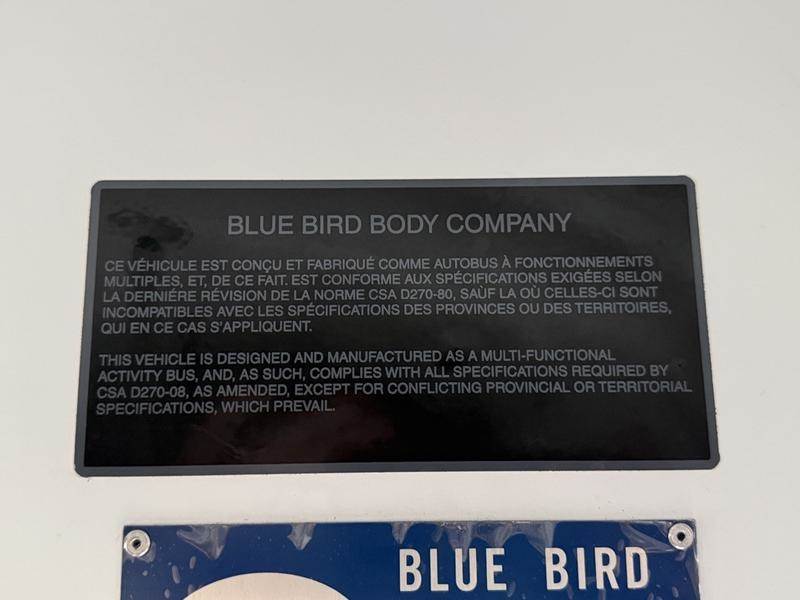 BLUE BIRD BODY COMPANY
CE VÉHICULE EST CONÇU ET FABRIQUÉ COMME AUTOBUS À FONCTIONNEMENTS
MULTIPLES, ET, DE CE FAIT. EST CONFORME AUX SPÉCIFICATIONS EXIGÉES SELON
LA DERNIÉRE RÉVISION DE LA NORME CSA D270-80, SAÙF LA OÙ CELLES-CI SONT
INCOMPATIBLES AVEC LES SPÉCIFICATIONS DES PROVINCES OU DES TERRITOIRES,
QUI EN CE CAS S'APPLIQUENT.
THIS VEHICLE IS DESIGNED AND MANUFACTURED AS A MULTI-FUNCTIONAL
ACTIVITY BUS, AND, AS SUCH, COMPLIES WITH ALL SPECIFICATIONS REQUIRED BY
CSA D270-08, AS AMENDED, EXCEPT FOR CONFLICTING PROVINCIAL OR TERRITORIAL
SPECIFICATIONS, WHICH PREVAIL.
BLUE BIRD